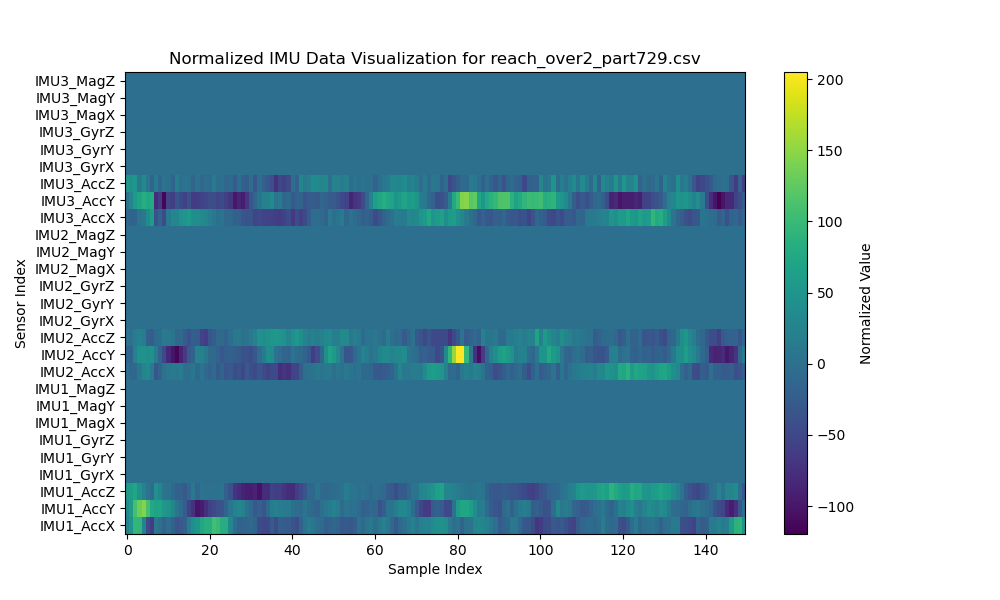 Normalized IMU Data Visualization for reach_over2_part729.csv
IMU3_MagZ
IMU3_MagY
IMU3_MagX
IMU3_GyrZ
IMU3_GyrY
IMU3_GyrX
IMU3_AccZ
IMU3_AccY
IMU3_AccX
IMU2_MagZ
IMU2_MagY
IMU2_MagX
IMU2_GyrZ
IMU2_GyrY
IMU2_GyrX
IMU2_AccZ
IMU2_AccY
IMU2_AccX
IMU1_MagZ
IMU1_MagY
IMU1_MagX
IMU1_GyrZ
IMU1_GyrY
IMU1_GyrX
IMU1_AccZ
IMU1_AccY
IMU1_AccX
Sensor Index
0 20 40 60 80 100 120 140
Sample Index
200
150
100
50
0
−50
−100
Normalized Value